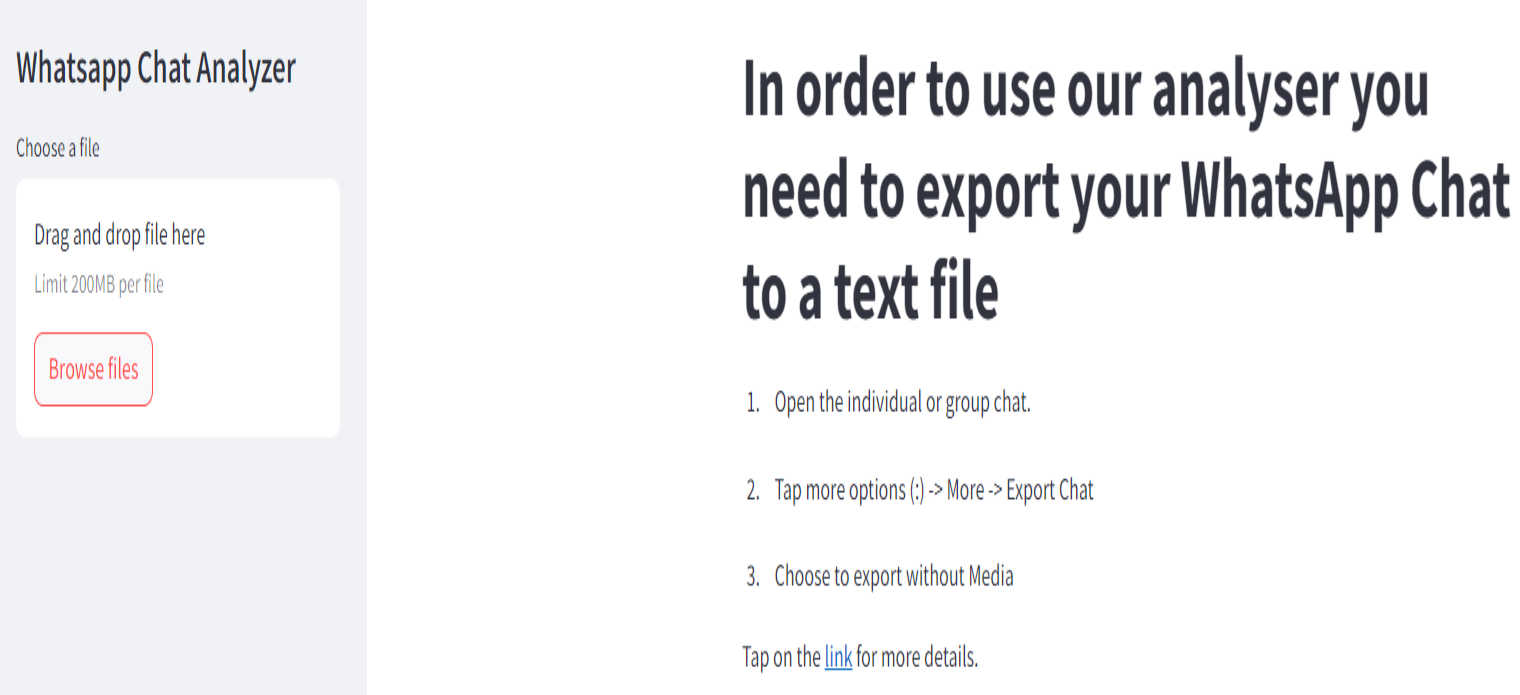 Whatsapp Chat Analyzer
Choose a file
Drag and drop file here
Limit 200MB per file
Browse files
In order to use our analyser you
need to export your WhatsApp Chat
to a text file
1. Open the individual or group chat.
2. Tap more options (:) -> More -> Export Chat
3. Choose to export without Media
Tap on the link for more details.